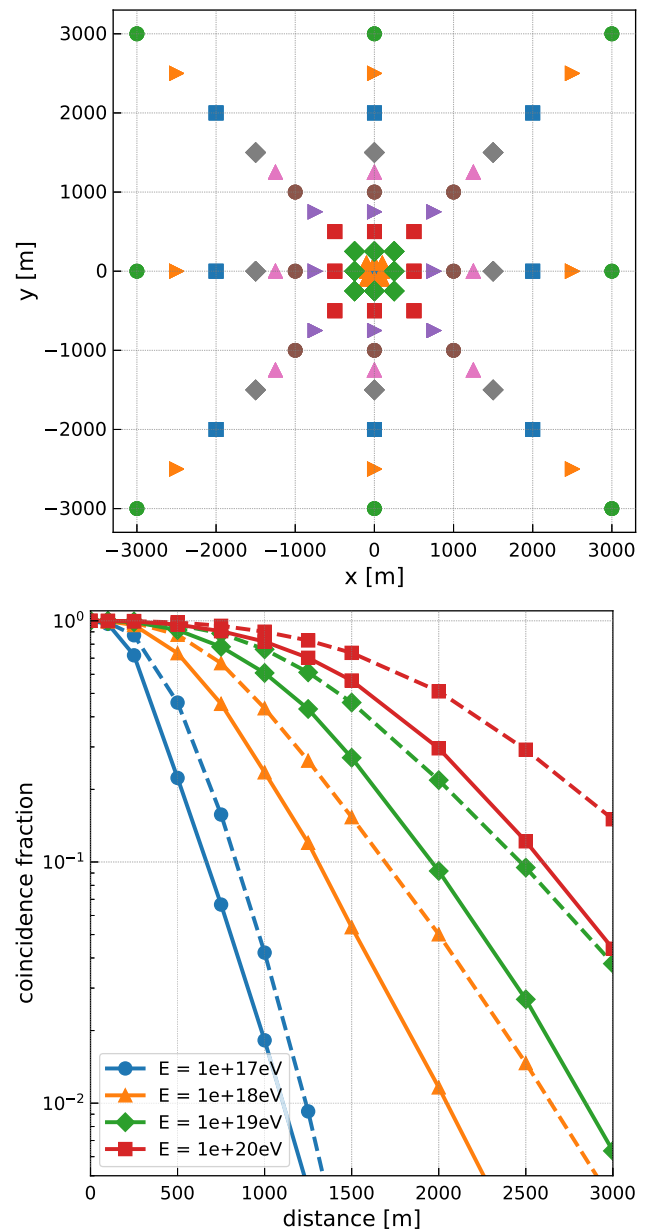 3000
2000
1000
0
−1000
−2000
−3000
y [m]
−3000 −2000 −1000 0 1000 2000 3000
x [m]
10⁰
10⁻¹
10⁻²
coincidence fraction
E = 1e+17eV
E = 1e+18eV
E = 1e+19eV
E = 1e+20eV
0 500 1000 1500 2000 2500 3000
distance [m]